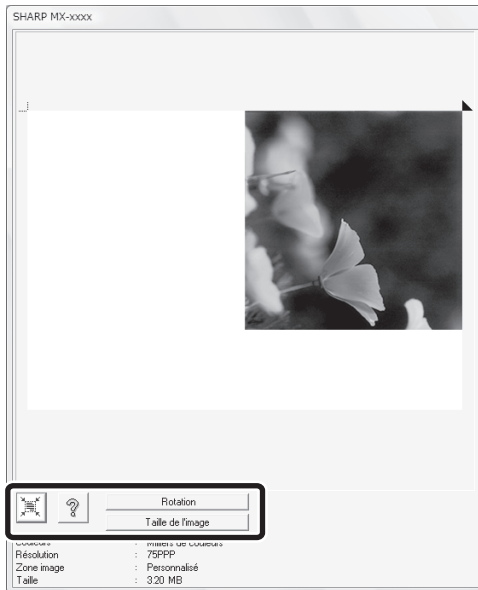 SHARP MX-xxxx
?
Rotation
Taille de l'image
Couleurs : Milliers de couleurs
Résolution : 75PPP
Zone image : Personnalisé
Taille : 3.20 MB